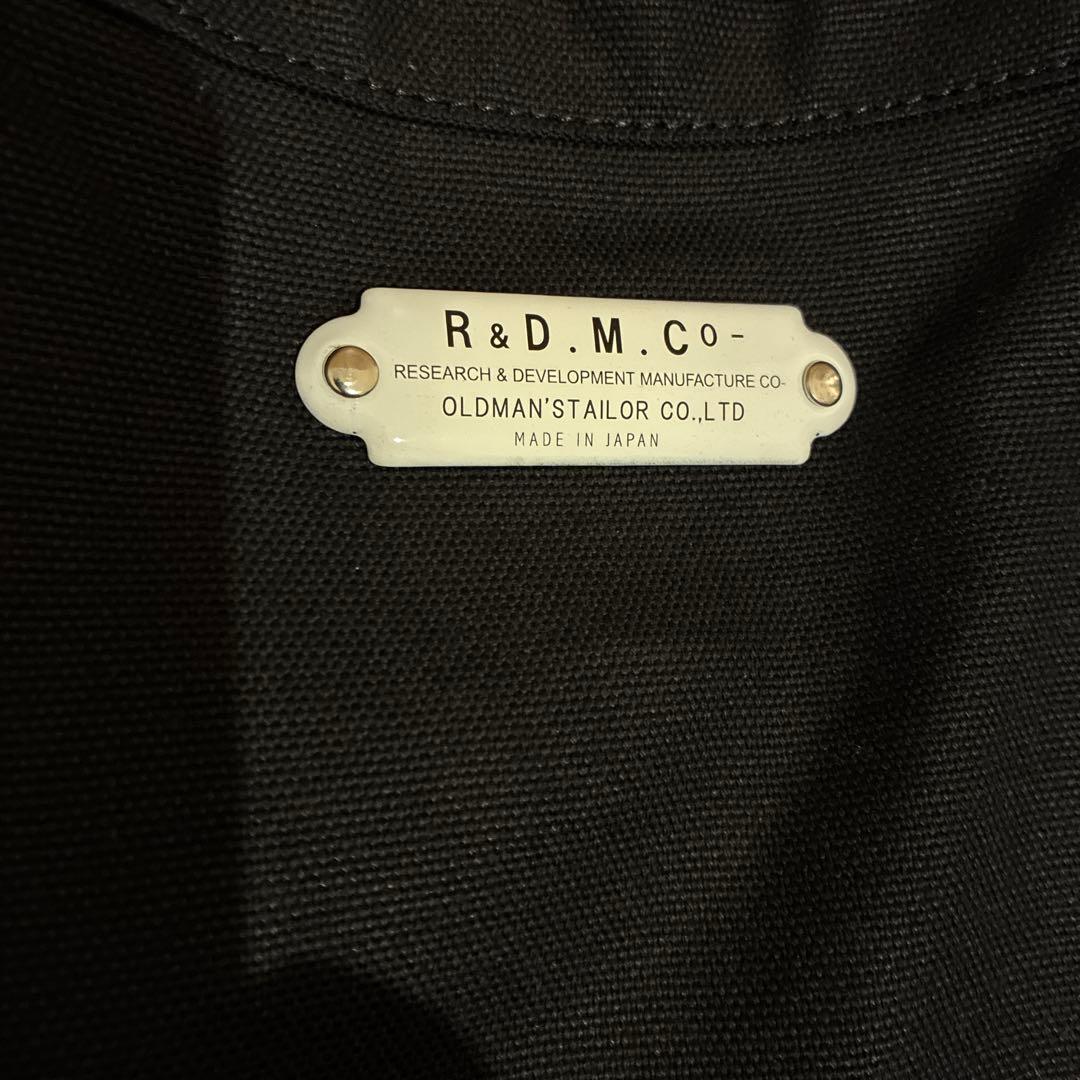 R & D . M . Co -
RESEARCH & DEVELOPMENT MANUFACTURE CO-
OLDMAN'STAILOR CO.,LTD
MADE IN JAPAN